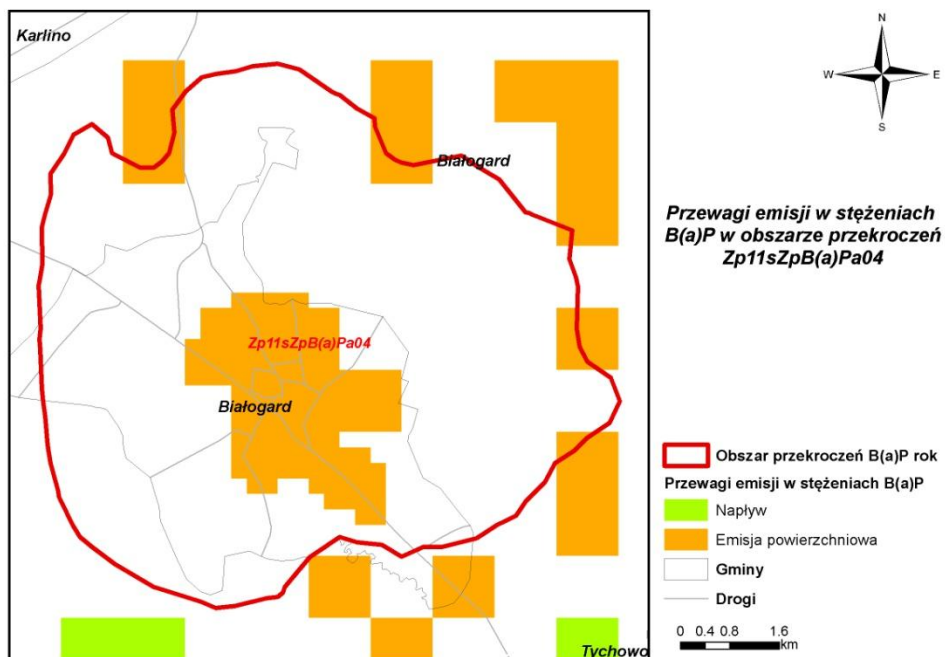 Karlino
N
W
E
S
Białogard
Przewagi emisji w stężeniach
B(a)P w obszarze przekroczeń
Zp11sZpB(a)Pa04
Zp11sZpB(a)Pa04
Białogard
Obszar przekroczeń B(a)P rok
Przewagi emisji w stężeniach B(a)P
Napływ
Emisja powierzchniowa
Gminy
Drogi
0 0.4 0.8 1.6
km
Tychowo